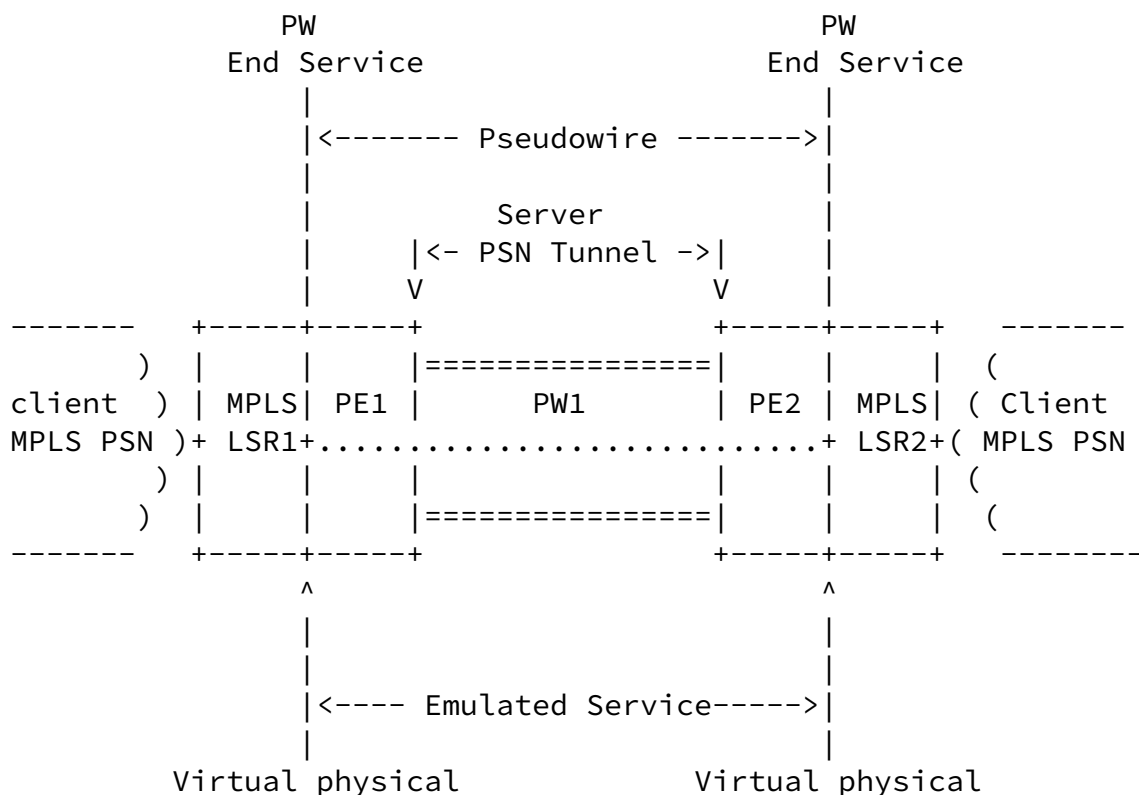 PW PW
End Service End Service
|<------- Pseudowire ------->|
Server
|<- PSN Tunnel ->|
V V
client ) | MPLS| PE1 | PW1 | PE2 | MPLS| ( Client
MPLS PSN )+ LSR1+..............................+ LSR2+( MPLS PSN
|<---- Emulated Service----->|
Virtual physical Virtual physical